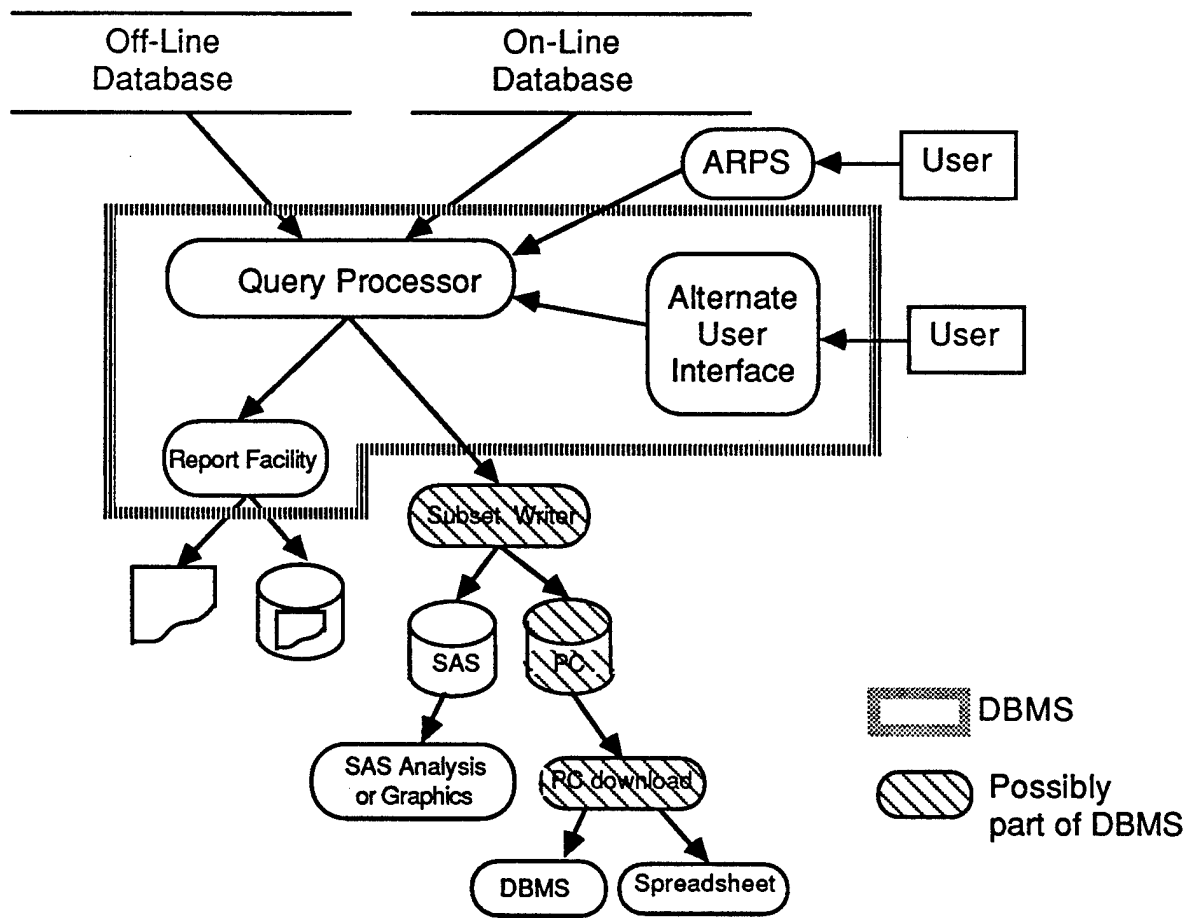 Off-Line
Database
On-Line
Database
ARPS
User
Query Processor
Alternate
User
Interface
User
Report Facility
Subset Writer
SAS
PC
DBMS
SAS Analysis
or Graphics
PC download
Possibly
part of DBMS
DBMS
Spreadsheet